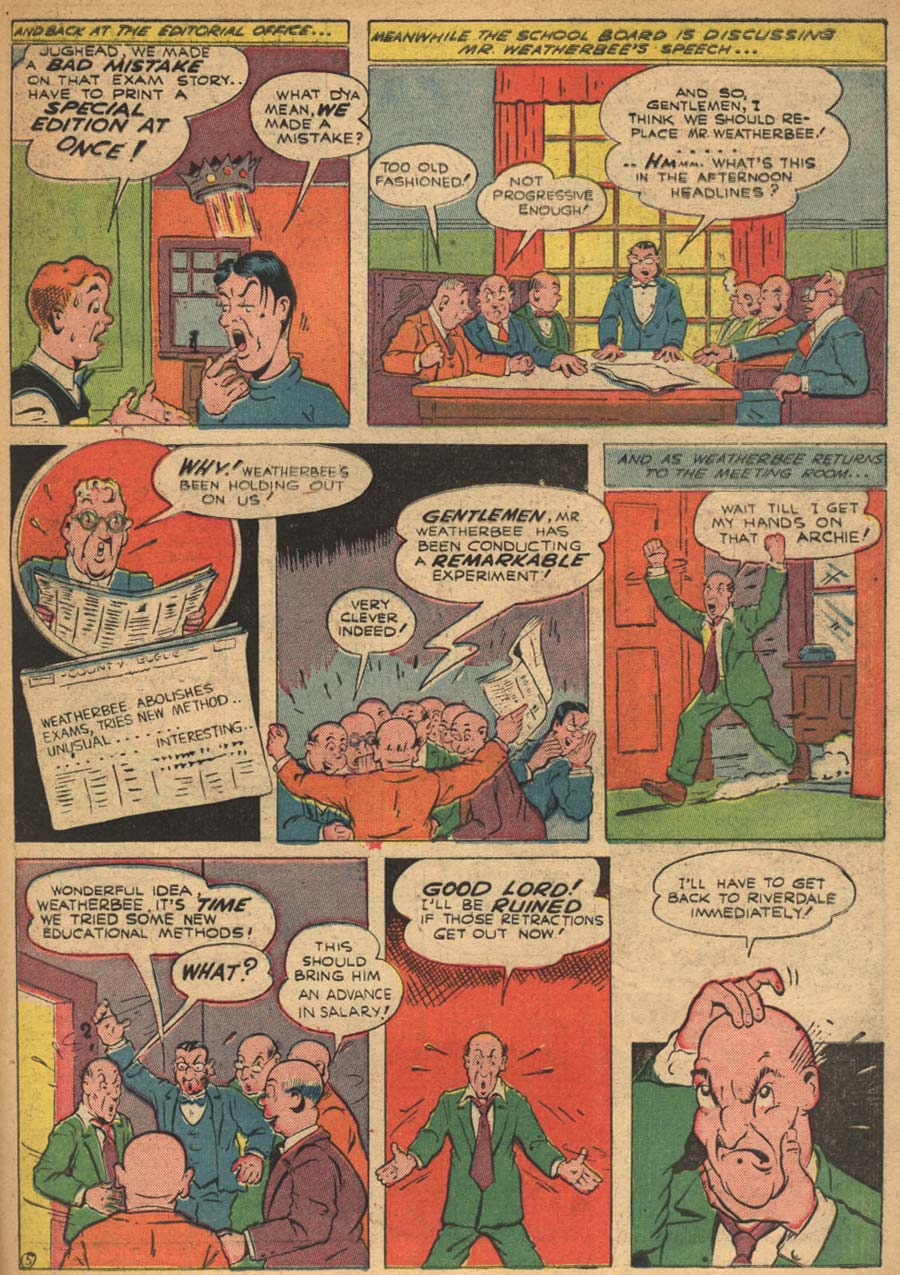 AND BACK AT THE EDITORIAL OFFICE...
JUGHEAD, WE MADE
A BAD MISTAKE
ON THAT EXAM STORY..
HAVE TO PRINT A
SPECIAL
EDITION AT
ONCE!
WHAT D'YA
MEAN, WE
MADE A
MISTAKE?
MEANWHILE THE SCHOOL BOARD IS DISCUSSING
MR. WEATHERBEE'S SPEECH...
TOO OLD
FASHIONED!
NOT
PROGRESSIVE
ENOUGH!
AND SO,
GENTLEMEN, I
THINK WE SHOULD RE-
PLACE MR. WEATHERBEE!
.....
.. HMMM. WHAT'S THIS
IN THE AFTERNOON
HEADLINES?
WHY! WEATHERBEE'S
BEEN HOLDING OUT
ON US!
COUNTY BUGLE
WEATHERBEE ABOLISHES
EXAMS, TRIES NEW METHOD..
UNUSUAL....... INTERESTING..
VERY
CLEVER
INDEED!
GENTLEMEN, MR.
WEATHERBEE HAS
BEEN CONDUCTING
A REMARKABLE
EXPERIMENT!
AND AS WEATHERBEE RETURNS
TO THE MEETING ROOM...
WAIT TILL I GET
MY HANDS ON
THAT ARCHIE!
WONDERFUL IDEA,
WEATHERBEE, IT'S TIME
WE TRIED SOME NEW
EDUCATIONAL METHODS!
WHAT?
THIS
SHOULD
BRING HIM
AN ADVANCE
IN SALARY!
?
GOOD LORD!
I'LL BE RUINED
IF THOSE RETRACTIONS
GET OUT NOW!
I'LL HAVE TO GET
BACK TO RIVERDALE
IMMEDIATELY!
5